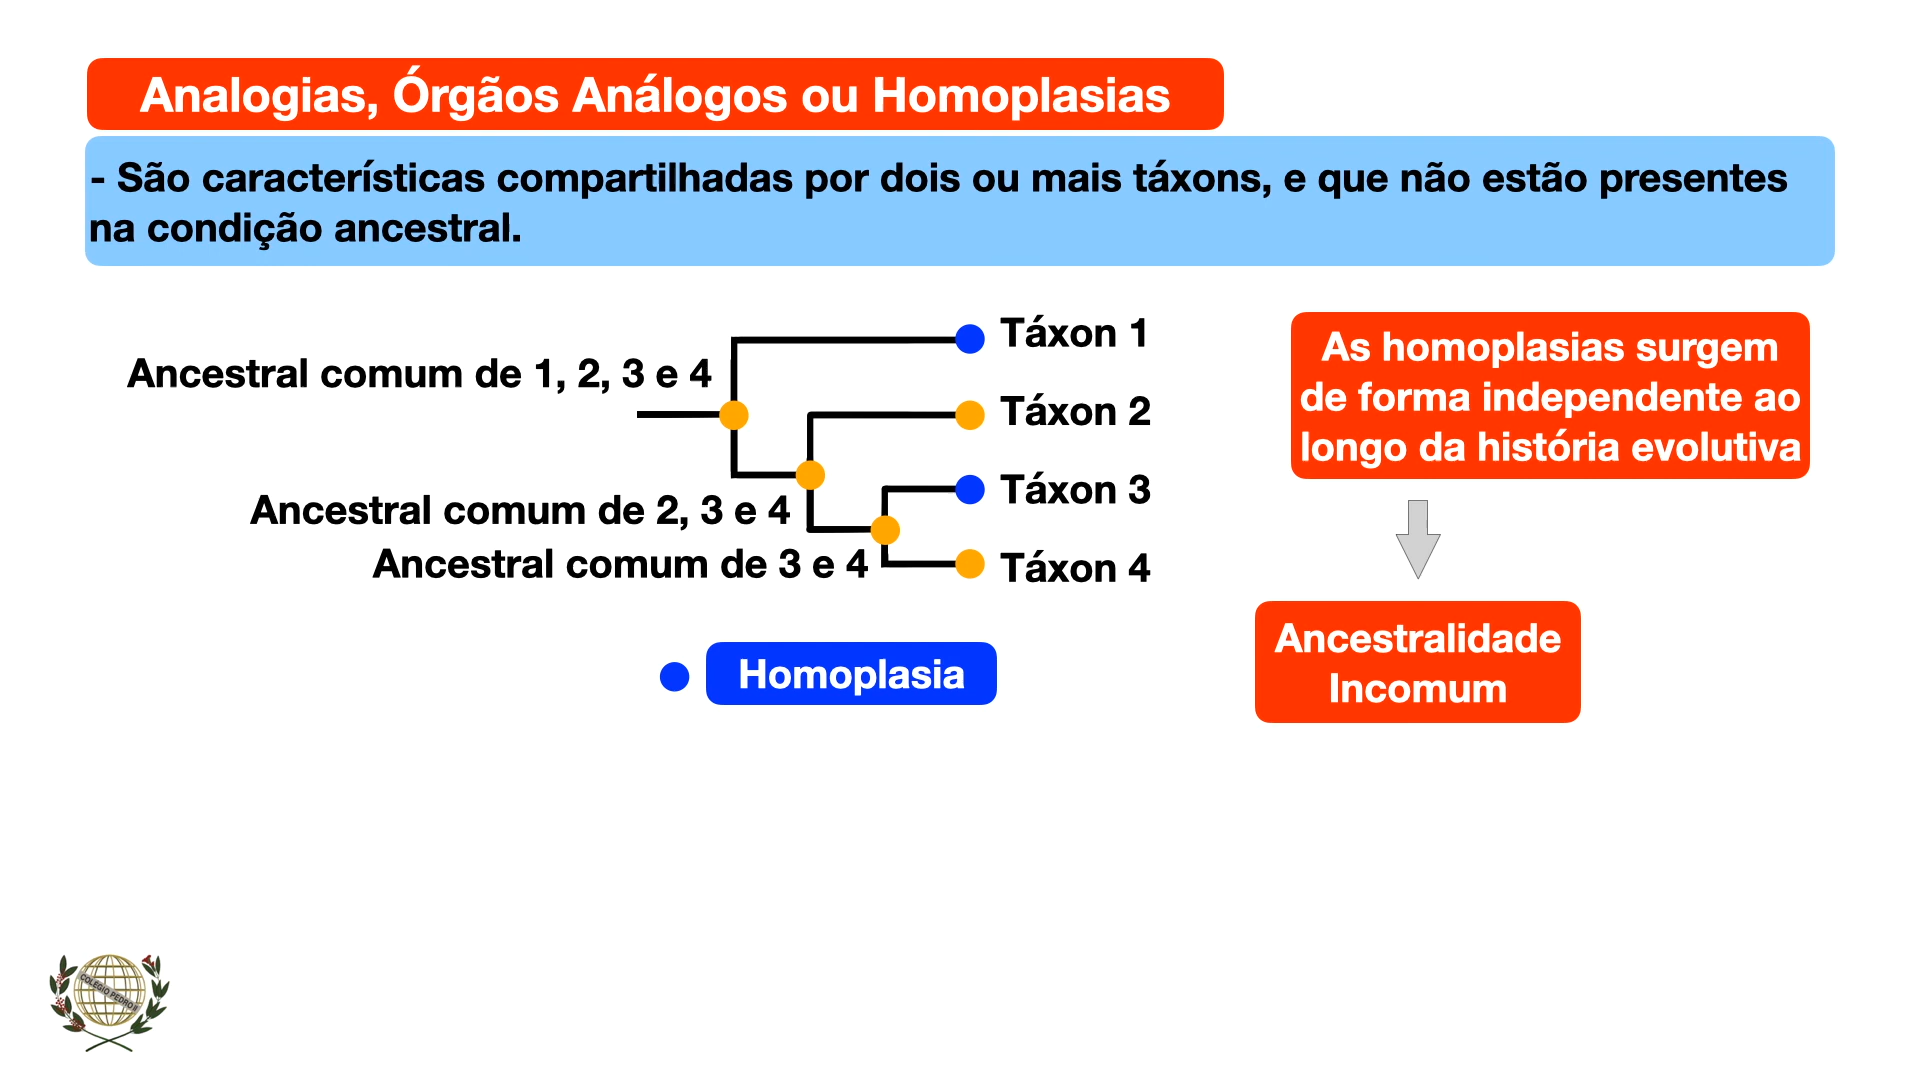 Analogias, Órgãos Análogos ou Homoplasias
- São características compartilhadas por dois ou mais táxons, e que não estão presentes
na condição ancestral.
Ancestral comum de 1, 2, 3 e 4
Ancestral comum de 2, 3 e 4
Ancestral comum de 3 e 4
Táxon 1
Táxon 2
Táxon 3
Táxon 4
Homoplasia
As homoplasias surgem
de forma independente ao
longo da história evolutiva
Ancestralidade
Incomum
COLÉGIO PEDRO II